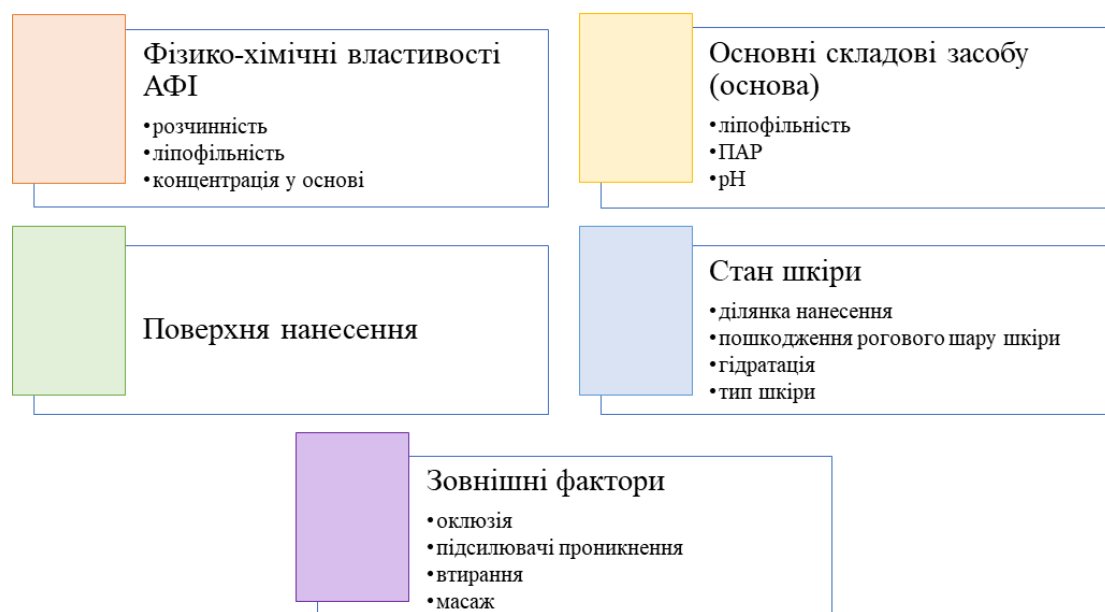 Фізико-хімічні властивості
АФІ
•розчинність
•ліпофільність
•концентрація у основі
Основні складові засобу
(основа)
•ліпофільність
•ПАР
•pH
Поверхня нанесення
Стан шкіри
•ділянка нанесення
•пошкодження рогового шару шкіри
•гідратація
•тип шкіри
Зовнішні фактори
•оклюзія
•підсилювачі проникнення
•втирання
•масаж